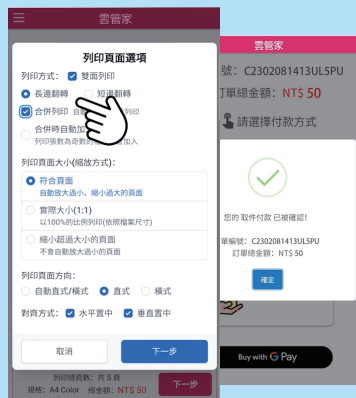 雲管家
列印頁面選項
列印方式: 雙面列印
長邊翻轉 短邊翻轉
合併列印 自動 列印
合併時自動加
列印張數為奇數的 會加入
列印頁面大小(縮放方式):
符合頁面
自動放大過小、縮小過大的頁面
實際大小(1:1)
以100%的比例列印(依照檔案尺寸)
縮小超過大小的頁面
不會自動放大過小的頁面
列印頁面方向:
自動直式/橫式 直式 橫式
對齊方式: 水平置中 垂直置中
取消 下一步
列印總頁數: 共 5 頁
規格: A4 Color 總金額: NT$ 50
下一步
雲管家
號: C2302081413UL5PU
訂單總金額: NT$ 50
請選擇付款方式
您的 取件付款 已被確認!
單編號: C2302081413UL5PU
訂單總金額: NT$ 50
確定
Buy with G Pay